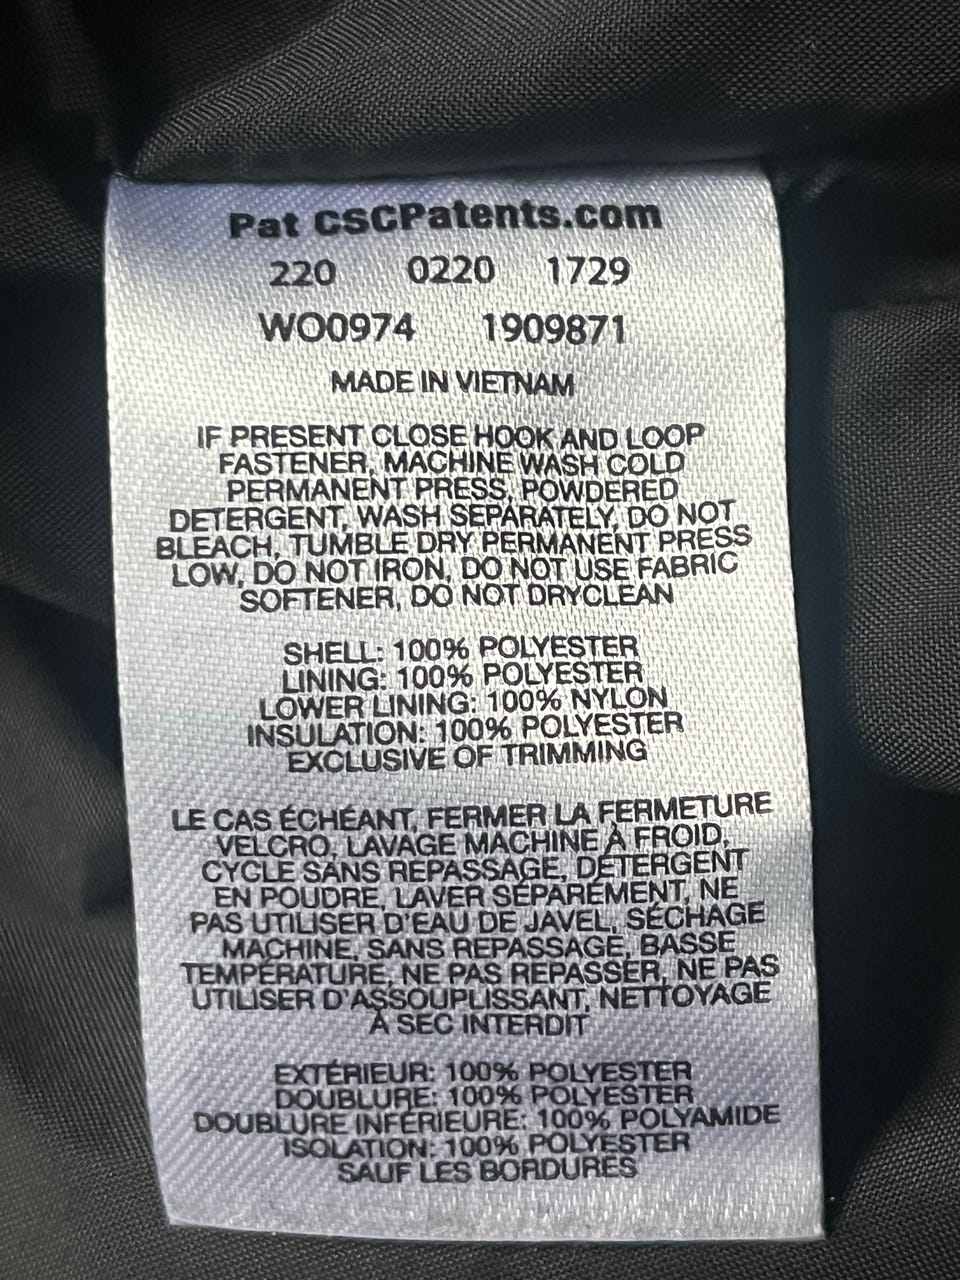 Pat CSCPatents.com
220 0220 1729
WO0974 1909871
MADE IN VIETNAM
IF PRESENT CLOSE HOOK AND LOOP
FASTENER, MACHINE WASH COLD
PERMANENT PRESS, POWDERED
DETERGENT, WASH SEPARATELY, DO NOT
BLEACH, TUMBLE DRY PERMANENT PRESS
LOW, DO NOT IRON, DO NOT USE FABRIC
SOFTENER, DO NOT DRYCLEAN
SHELL: 100% POLYESTER
LINING: 100% POLYESTER
LOWER LINING: 100% NYLON
INSULATION: 100% POLYESTER
EXCLUSIVE OF TRIMMING
LE CAS ÉCHÉANT, FERMER LA FERMETURE
VELCRO, LAVAGE MACHINE À FROID,
CYCLE SANS REPASSAGE, DÉTERGENT
EN POUDRE, LAVER SÉPARÉMENT, NE
PAS UTILISER D'EAU DE JAVEL, SÉCHAGE
MACHINE, SANS REPASSAGE, BASSE
TEMPÉRATURE, NE PAS REPASSER, NE PAS
UTILISER D'ASSOUPLISSANT, NETTOYAGE
À SEC INTERDIT
EXTÉRIEUR: 100% POLYESTER
DOUBLURE: 100% POLYESTER
DOUBLURE INFÉRIEURE: 100% POLYAMIDE
ISOLATION: 100% POLYESTER
SAUF LES BORDURES